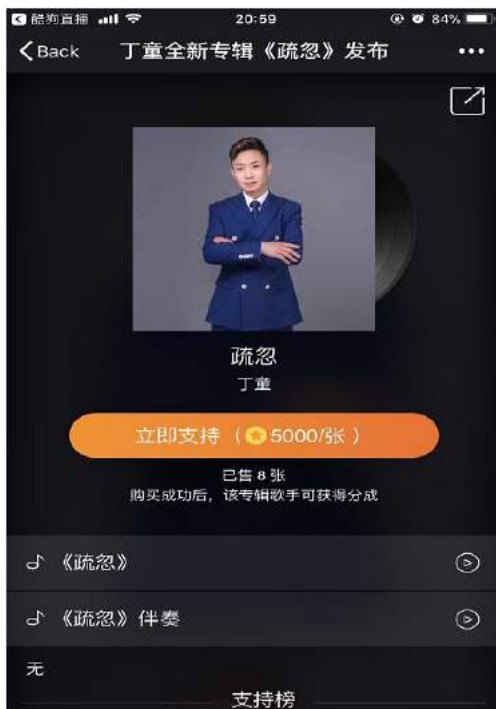 酷狗直播 20:59 84%
Back 丁童全新专辑《疏忽》发布
疏忽
丁童
立即支持（5000/张）
已售 8 张
购买成功后，该专辑歌手可获得分成
《疏忽》
《疏忽》伴奏
无
支持榜